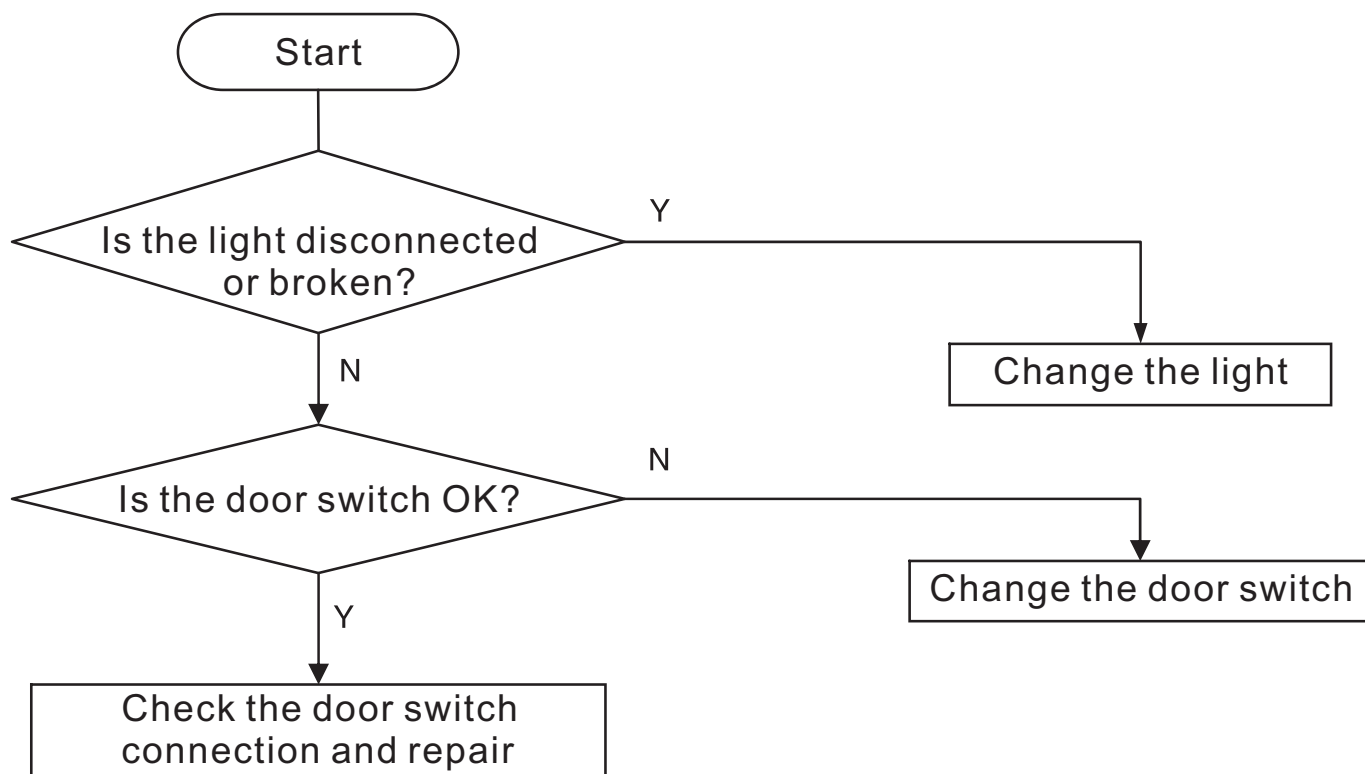 Start
Is the light disconnected
or broken?
Y
N
Change the light
Is the door switch OK?
N
Y
Change the door switch
Check the door switch
connection and repair